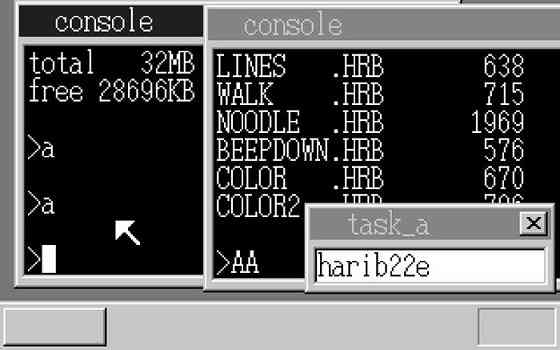 console
total 32MB
free 28696KB
>a
>a
>
console
LINES .HRB 638
WALK .HRB 715
NOODLE .HRB 1969
BEEPDOWN.HRB 576
COLOR .HRB 670
COLOR2 .HRB
>AA
task_a
harib22e